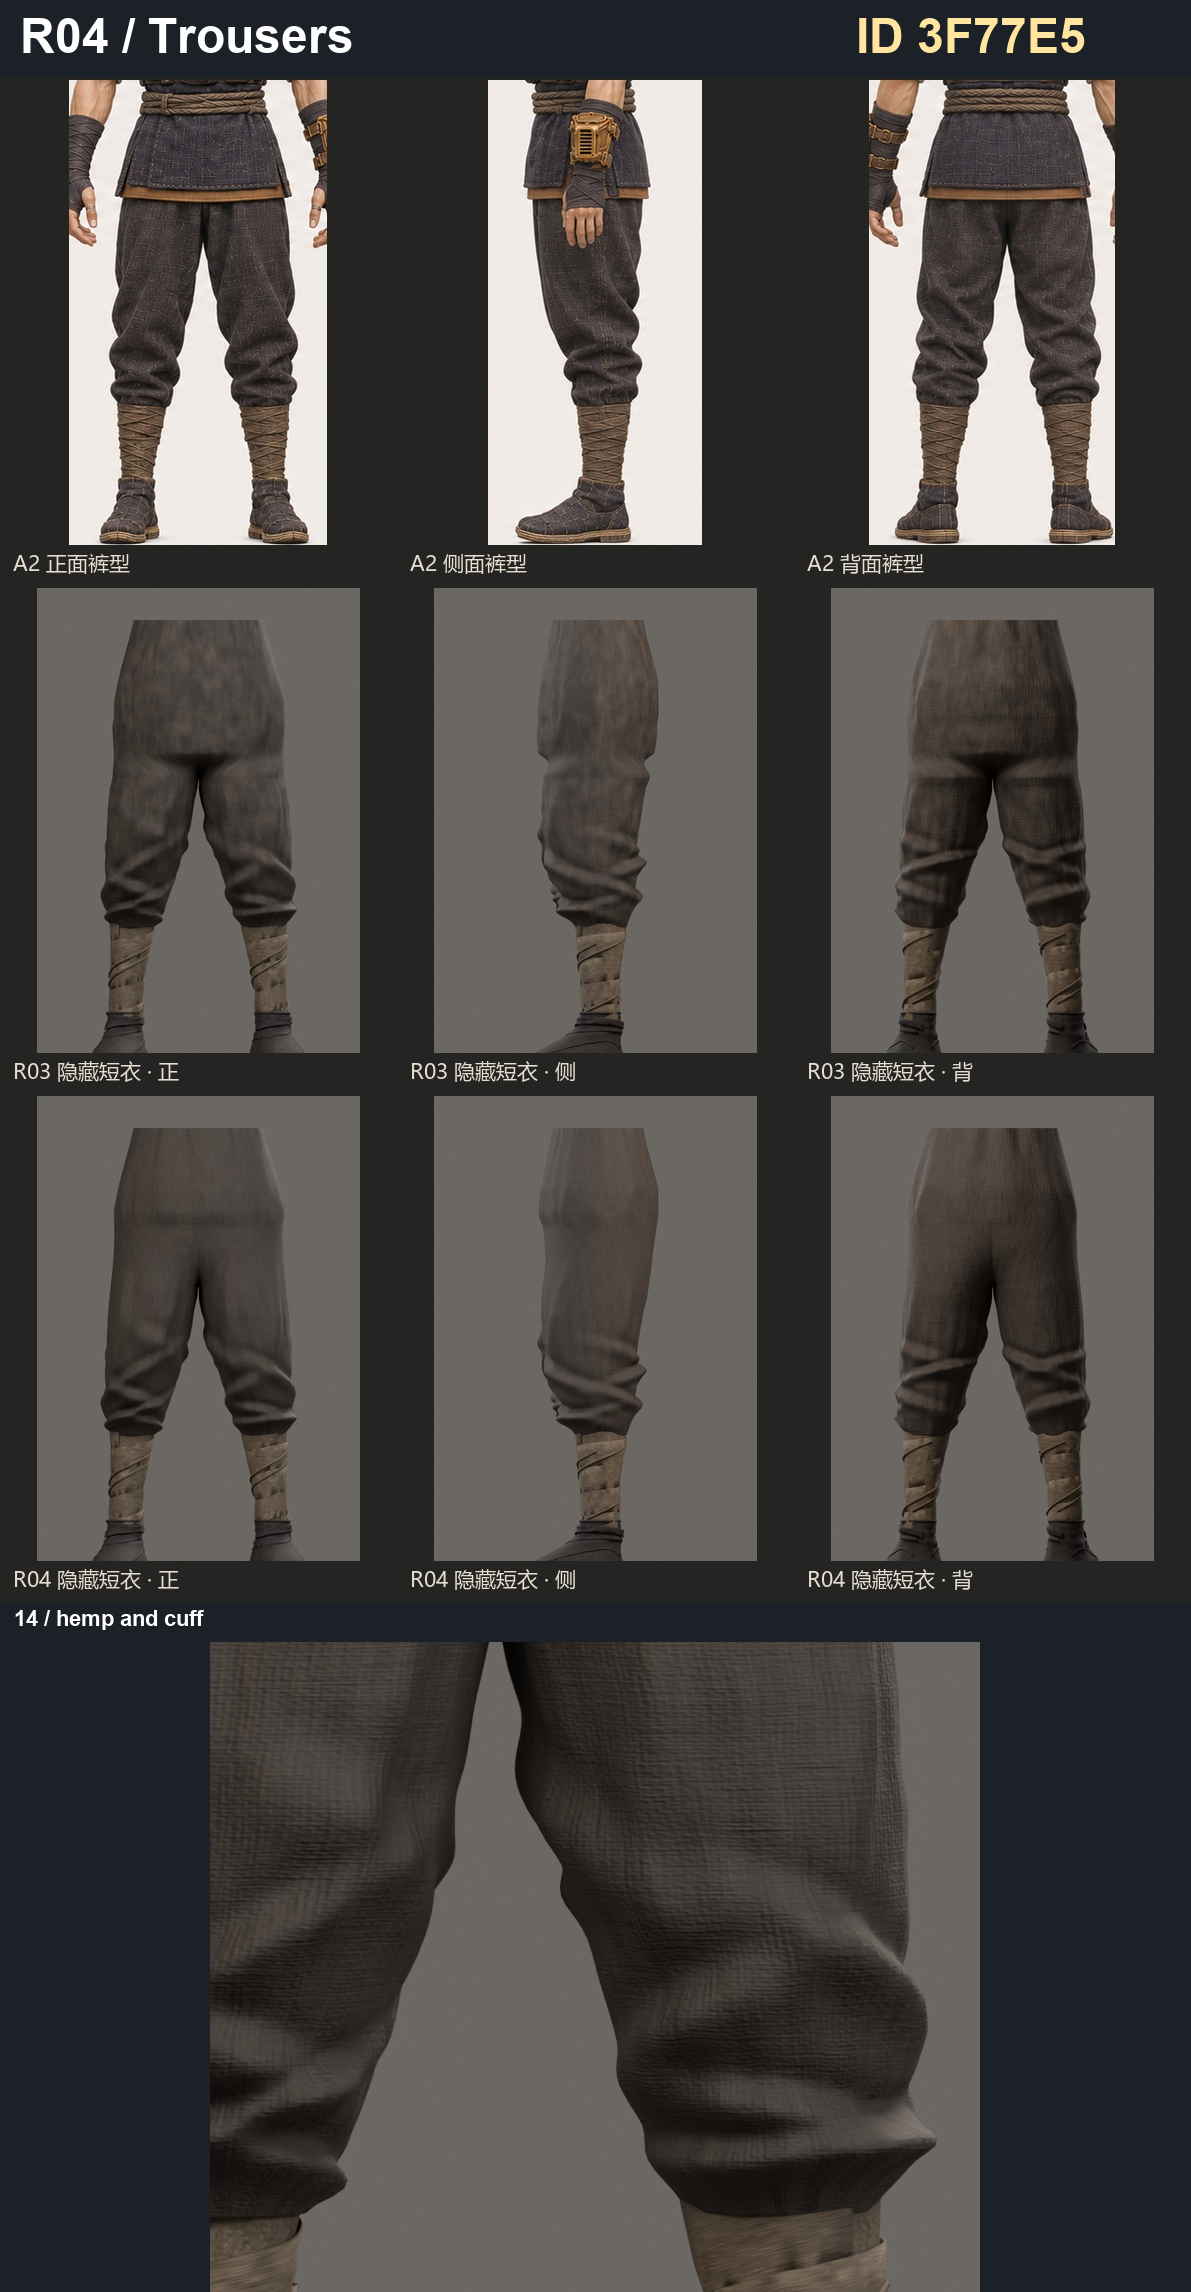 R04 / Trousers
ID 3F77E5
A2 正面裤型
A2 侧面裤型
A2 背面裤型
R03 隐藏短衣 · 正
R03 隐藏短衣 · 侧
R03 隐藏短衣 · 背
R04 隐藏短衣 · 正
R04 隐藏短衣 · 侧
R04 隐藏短衣 · 背
14 / hemp and cuff